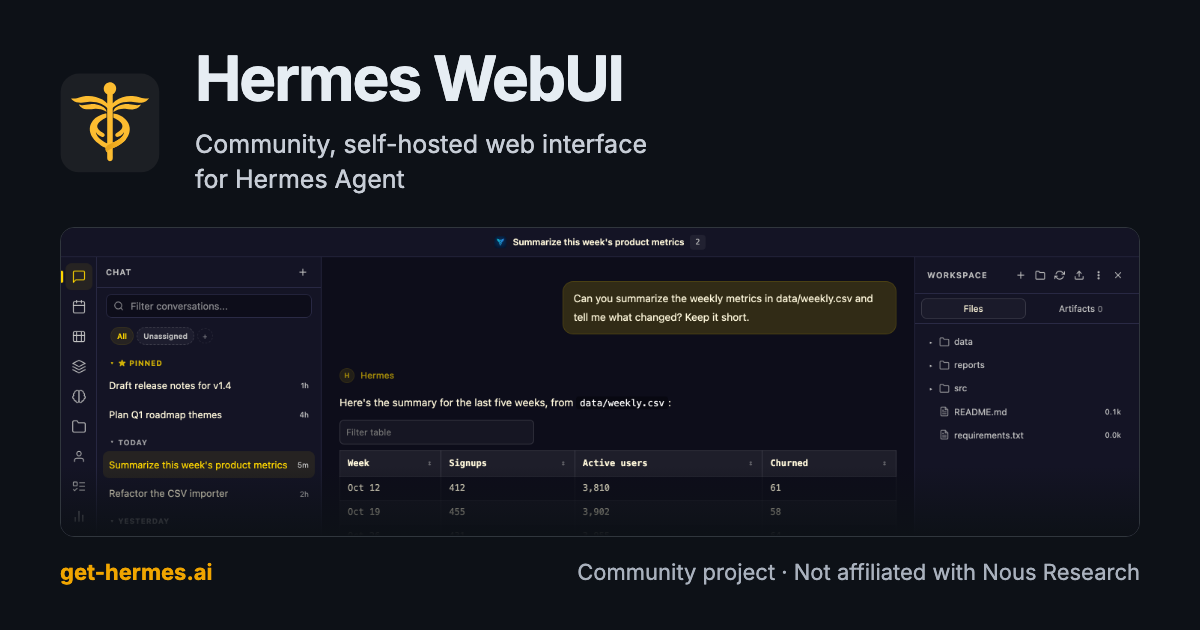 Hermes WebUI
Community, self-hosted web interface
for Hermes Agent
Summarize this week's product metrics 2
CHAT +
Filter conversations...
All Unassigned +
PINNED
Draft release notes for v1.4 1h
Plan Q1 roadmap themes 4h
TODAY
Summarize this week's product metrics 5m
Refactor the CSV importer 2h
YESTERDAY
Can you summarize the weekly metrics in data/weekly.csv and
tell me what changed? Keep it short.
H Hermes
Here's the summary for the last five weeks, from data/weekly.csv:
Filter table
Week Signups Active users Churned
Oct 12 412 3,810 61
Oct 19 455 3,902 58
WORKSPACE
Files Artifacts 0
data
reports
src
README.md 0.1k
requirements.txt 0.0k
get-hermes.ai
Community project · Not affiliated with Nous Research